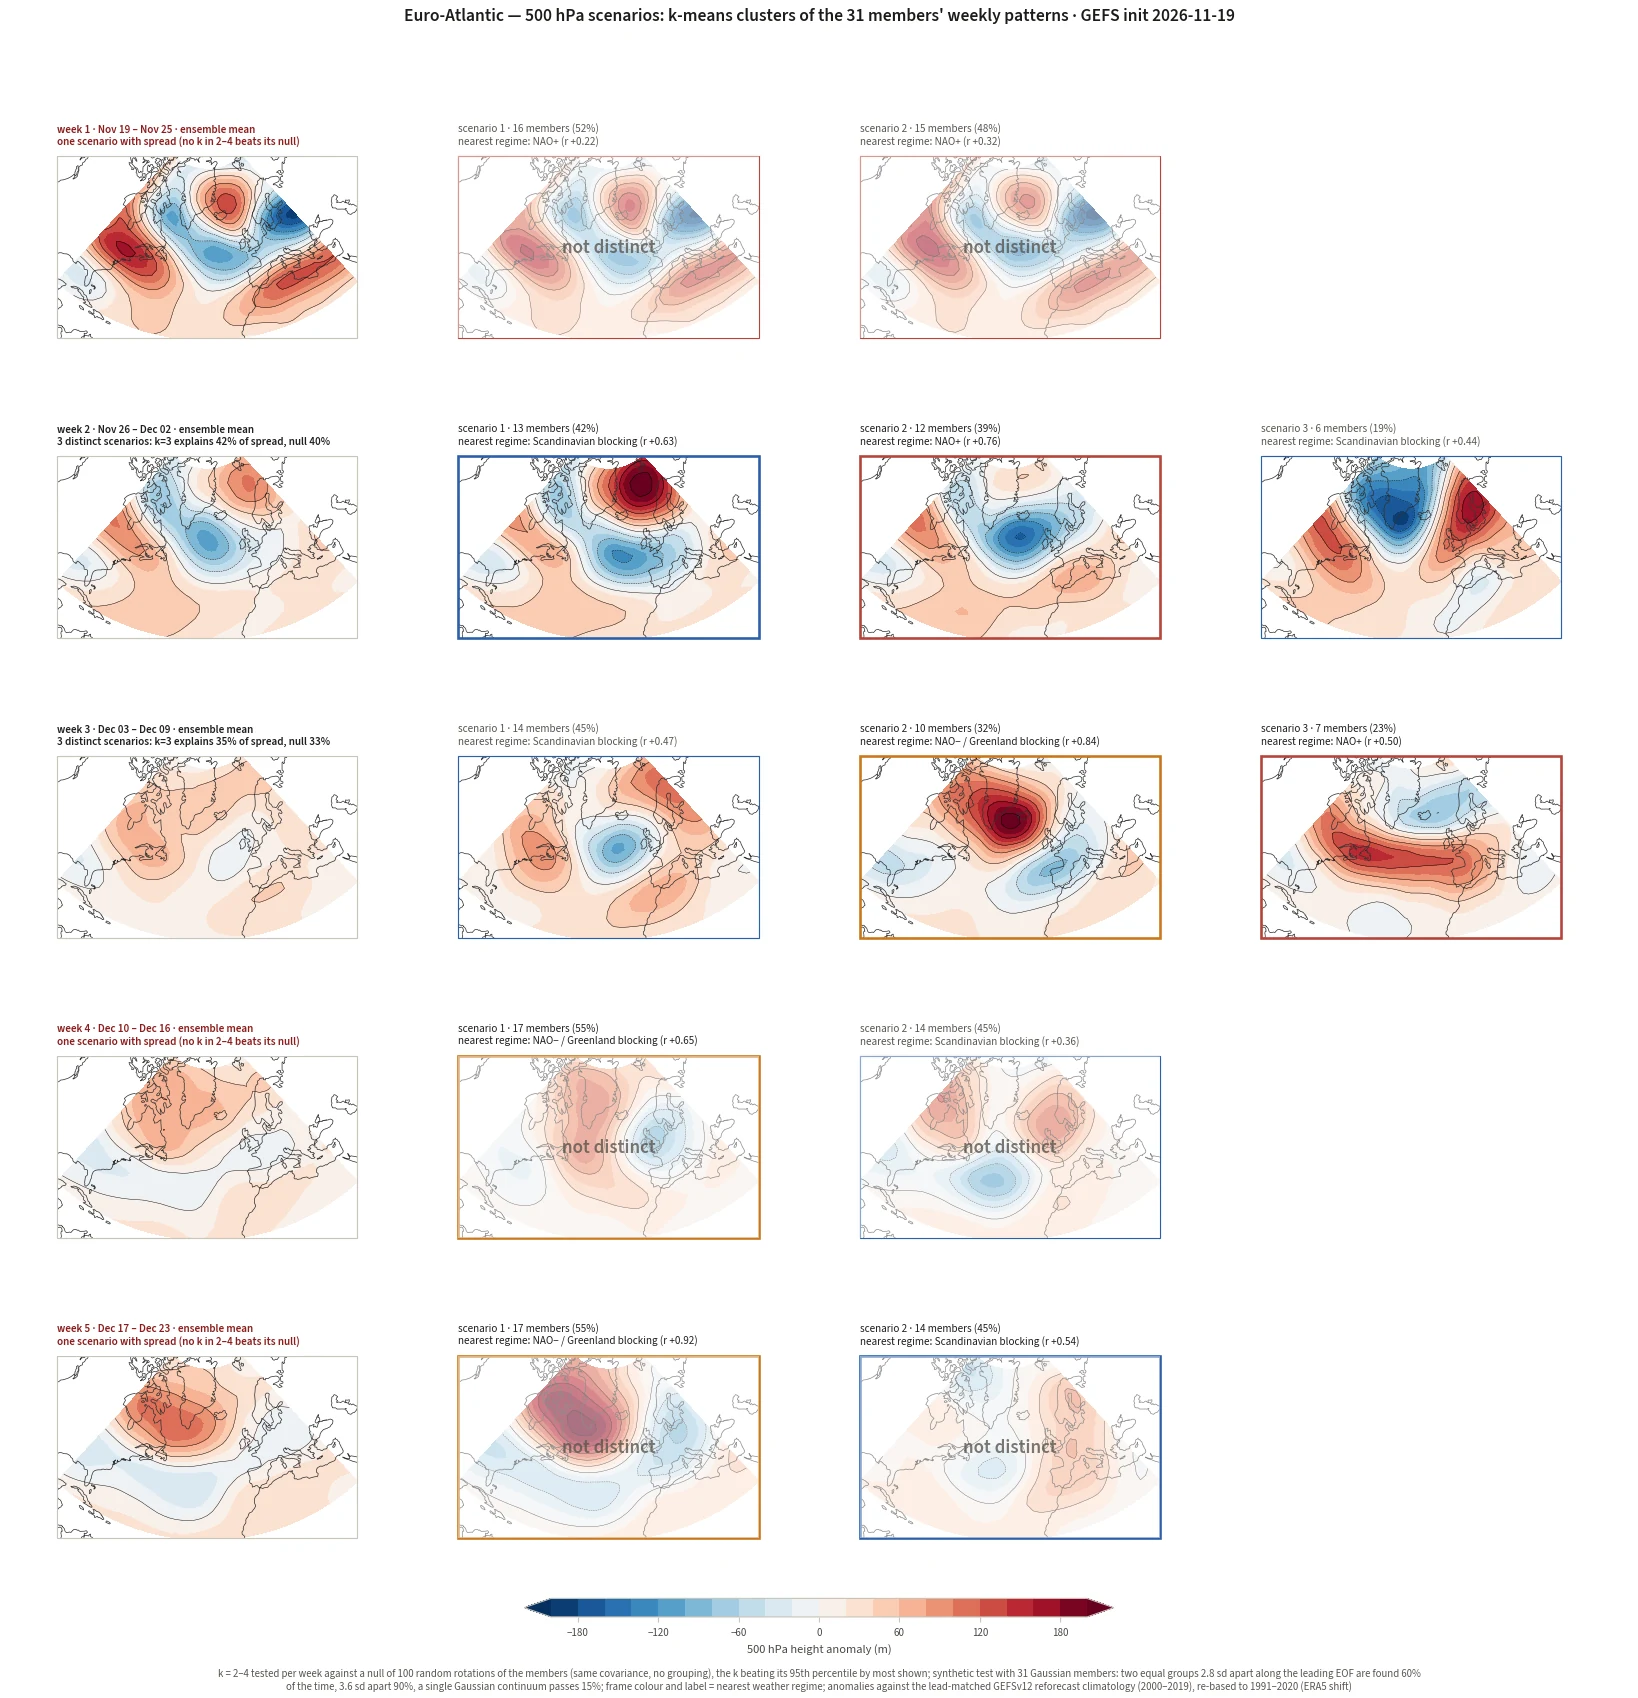 Euro-Atlantic — 500 hPa scenarios: k-means clusters of the 31 members' weekly patterns · GEFS init 2026-11-19
week 1 · Nov 19 – Nov 25 · ensemble mean
one scenario with spread (no k in 2–4 beats its null)
scenario 1 · 16 members (52%)
nearest regime: NAO+ (r +0.22)
not distinct
scenario 2 · 15 members (48%)
nearest regime: NAO+ (r +0.32)
not distinct
week 2 · Nov 26 – Dec 02 · ensemble mean
3 distinct scenarios: k=3 explains 42% of spread, null 40%
scenario 1 · 13 members (42%)
nearest regime: Scandinavian blocking (r +0.63)
scenario 2 · 12 members (39%)
nearest regime: NAO+ (r +0.76)
scenario 3 · 6 members (19%)
nearest regime: Scandinavian blocking (r +0.44)
week 3 · Dec 03 – Dec 09 · ensemble mean
3 distinct scenarios: k=3 explains 35% of spread, null 33%
scenario 1 · 14 members (45%)
nearest regime: Scandinavian blocking (r +0.47)
scenario 2 · 10 members (32%)
nearest regime: NAO− / Greenland blocking (r +0.84)
scenario 3 · 7 members (23%)
nearest regime: NAO+ (r +0.50)
week 4 · Dec 10 – Dec 16 · ensemble mean
one scenario with spread (no k in 2–4 beats its null)
scenario 1 · 17 members (55%)
nearest regime: NAO− / Greenland blocking (r +0.65)
not distinct
scenario 2 · 14 members (45%)
nearest regime: Scandinavian blocking (r +0.36)
not distinct
week 5 · Dec 17 – Dec 23 · ensemble mean
one scenario with spread (no k in 2–4 beats its null)
scenario 1 · 17 members (55%)
nearest regime: NAO− / Greenland blocking (r +0.92)
not distinct
scenario 2 · 14 members (45%)
nearest regime: Scandinavian blocking (r +0.54)
not distinct
−180 −120 −60 0 60 120 180
500 hPa height anomaly (m)
k = 2–4 tested per week against a null of 100 random rotations of the members (same covariance, no grouping), the k beating its 95th percentile by most shown; synthetic test with 31 Gaussian members: two equal groups 2.8 sd apart along the leading EOF are found 60%
of the time, 3.6 sd apart 90%, a single Gaussian continuum passes 15%; frame colour and label = nearest weather regime; anomalies against the lead-matched GEFSv12 reforecast climatology (2000–2019), re-based to 1991–2020 (ERA5 shift)